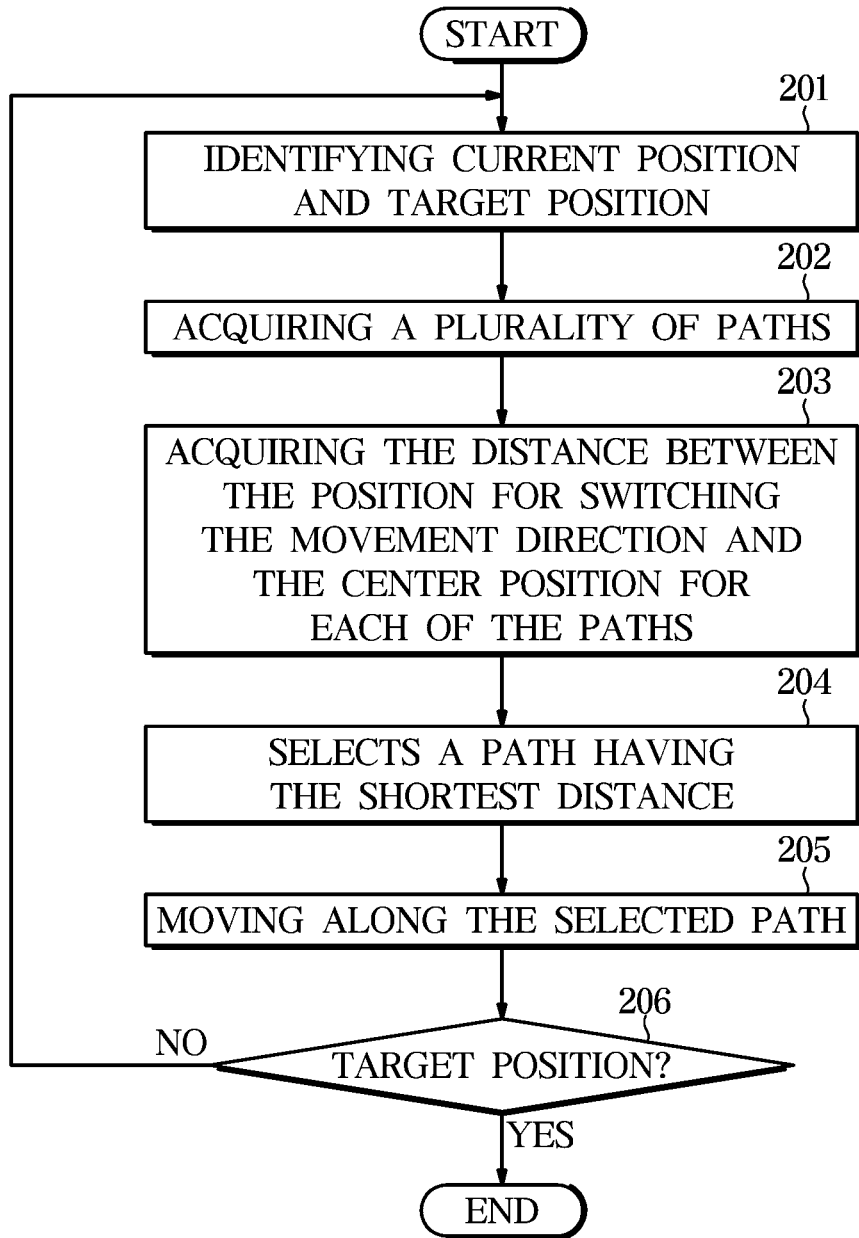 START
201
IDENTIFYING CURRENT POSITION
AND TARGET POSITION
202
ACQUIRING A PLURALITY OF PATHS
203
ACQUIRING THE DISTANCE BETWEEN
THE POSITION FOR SWITCHING
THE MOVEMENT DIRECTION AND
THE CENTER POSITION FOR
EACH OF THE PATHS
204
SELECTS A PATH HAVING
THE SHORTEST DISTANCE
205
MOVING ALONG THE SELECTED PATH
206
NO
TARGET POSITION?
YES
END